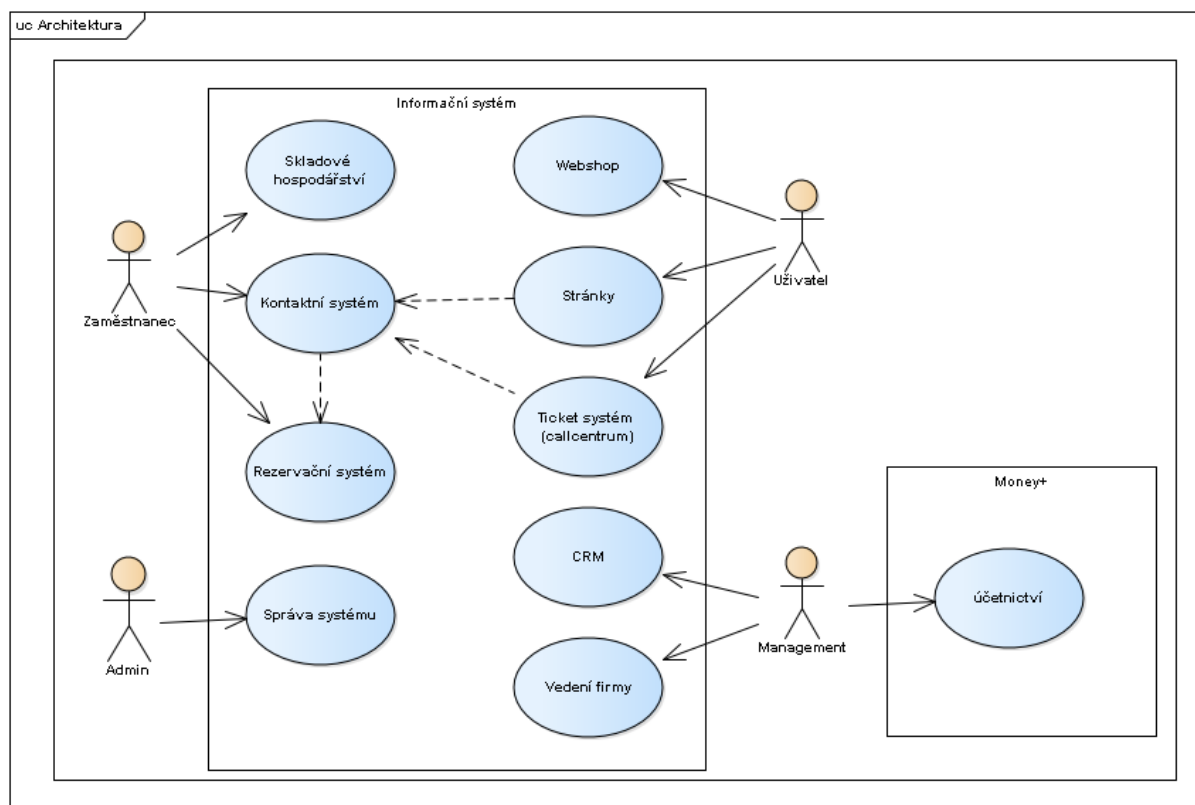 uc Architektura
Informační systém
Skladové
hospodářství
Webshop
Kontaktní systém
Stránky
Zaměstnanec
Uživatel
Ticket systém
(callcentrum)
Rezervační systém
Money+
CRM
účetnictví
Správa systému
Management
Admin
Vedení firmy